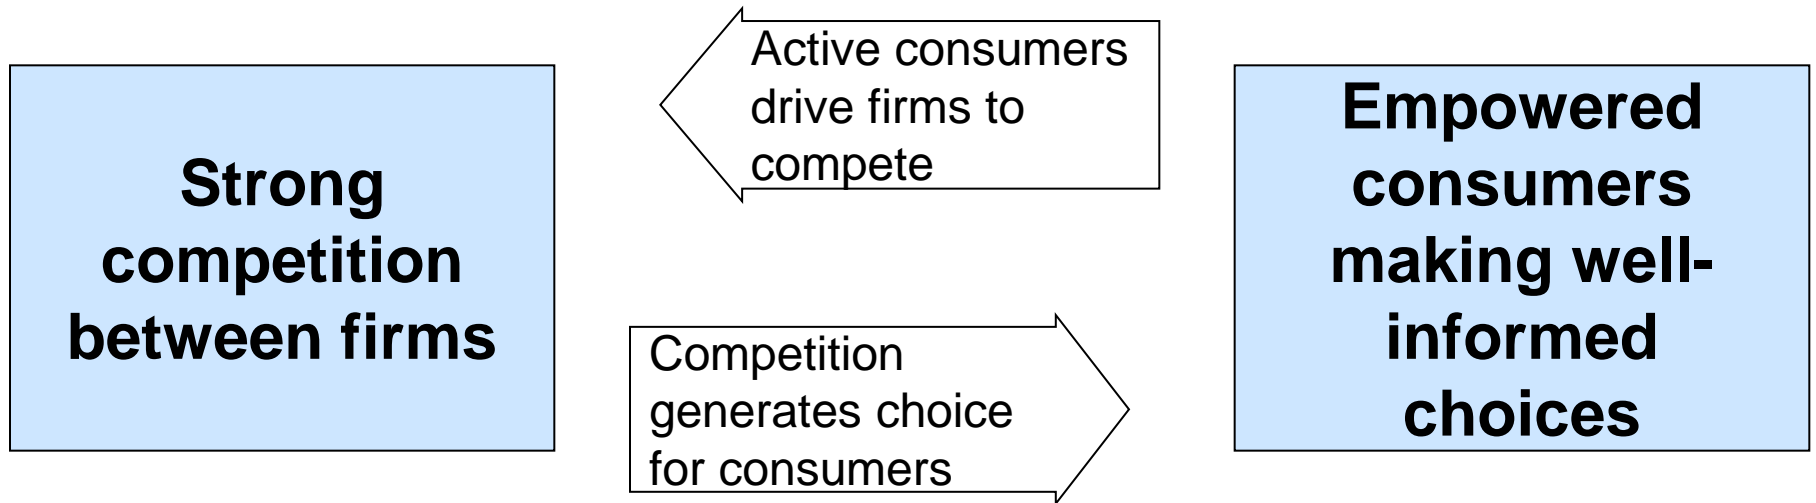 Strong
competition
between firms
Active consumers
drive firms to
compete
Competition
generates choice
for consumers
Empowered
consumers
making well-
informed
choices